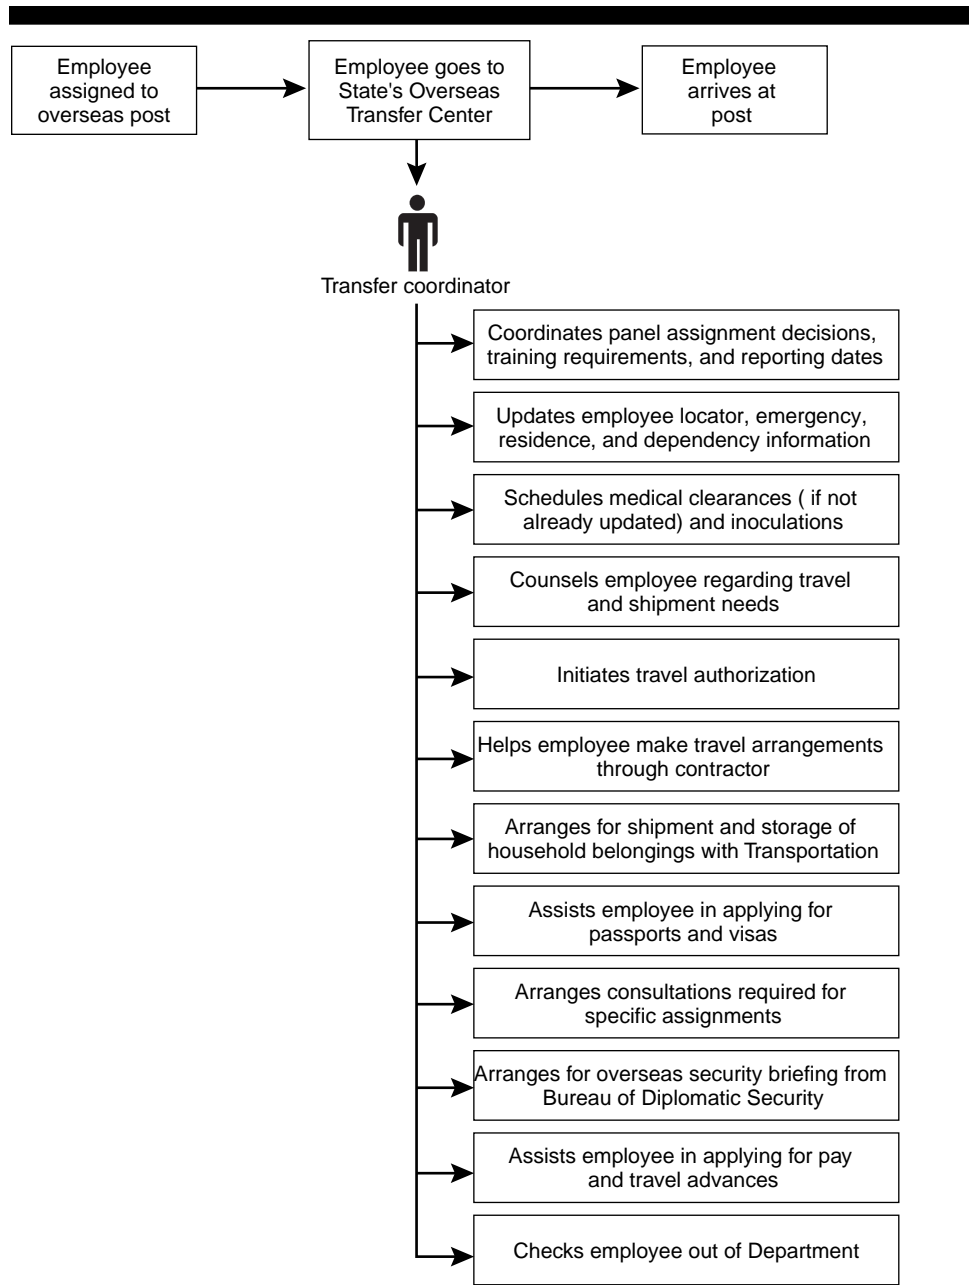 Employee
assigned to
overseas post
Employee goes to
State's Overseas
Transfer Center
Employee
arrives at
post
Transfer coordinator
Coordinates panel assignment decisions,
training requirements, and reporting dates
Updates employee locator, emergency,
residence, and dependency information
Schedules medical clearances ( if not
already updated) and inoculations
Counsels employee regarding travel
and shipment needs
Initiates travel authorization
Helps employee make travel arrangements
through contractor
Arranges for shipment and storage of
household belongings with Transportation
Assists employee in applying for
passports and visas
Arranges consultations required for
specific assignments
Arranges for overseas security briefing from
Bureau of Diplomatic Security
Assists employee in applying for pay
and travel advances
Checks employee out of Department